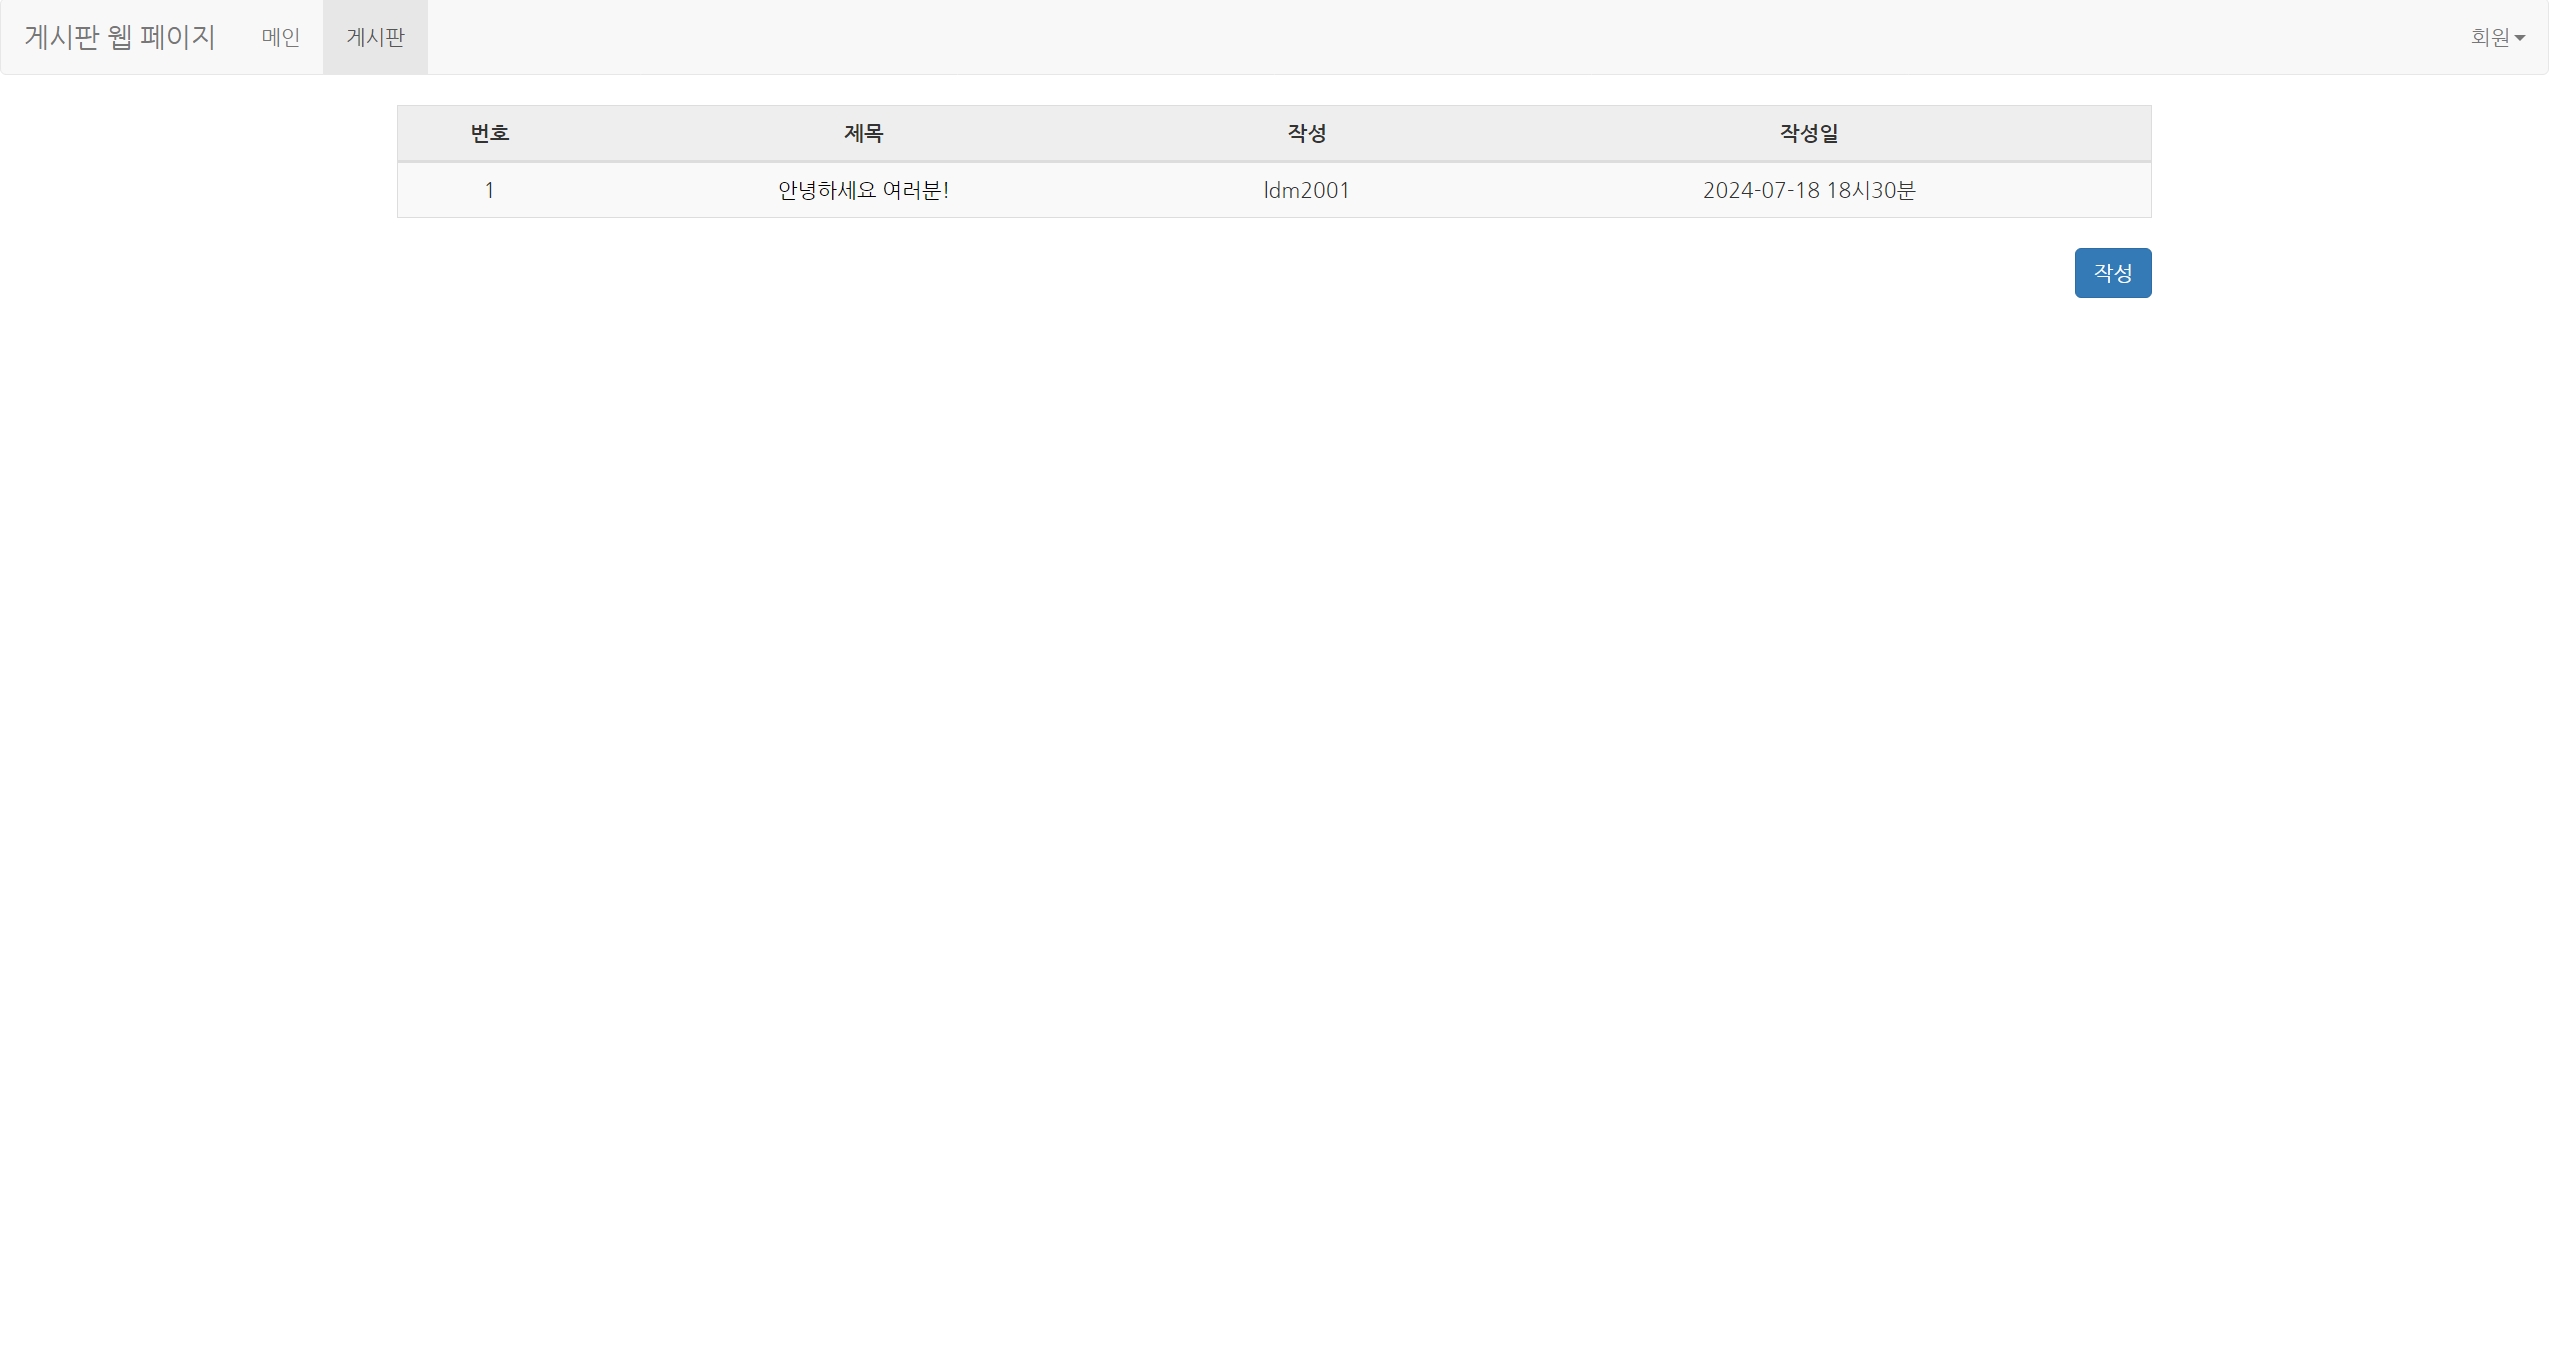 게시판 웹 페이지 메인 게시판 회원
번호 제목 작성 작성일
1 안녕하세요 여러분! ldm2001 2024-07-18 18시30분
작성